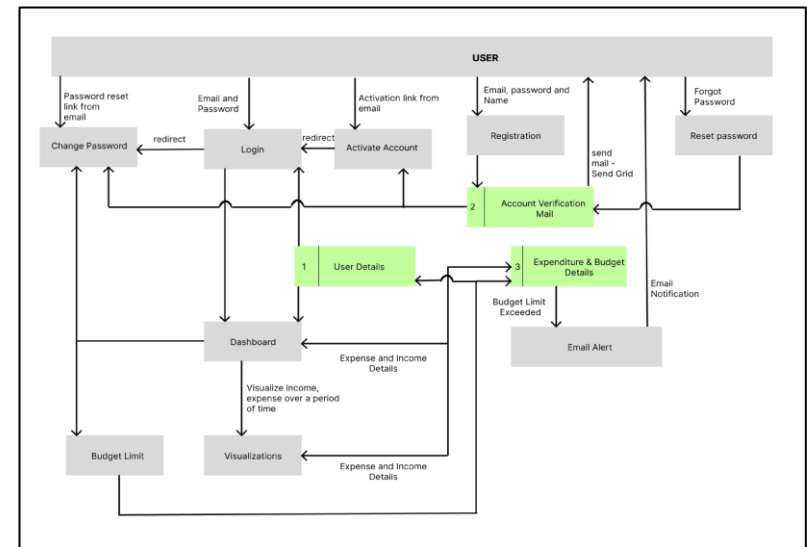 USER
Password reset
link from
email
Email and
Password
Activation link from
email
Email, password and
Name
Forgot
Password
Change Password
redirect
Login
redirect
Activate Account
Registration
Reset password
send
mail -
Send Grid
2
Account Verification
Mail
1
User Details
3
Expenditure & Budget
Details
Budget Limit
Exceeded
Email
Notification
Dashboard
Expense and Income
Details
Email Alert
Visualize income,
expense over a period
of time
Budget Limit
Visualizations
Expense and Income
Details